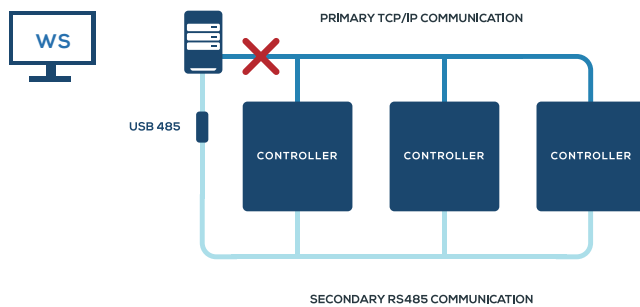 PRIMARY TCP/IP COMMUNICATION
WS
USB 485
CONTROLLER
CONTROLLER
CONTROLLER
SECONDARY RS485 COMMUNICATION